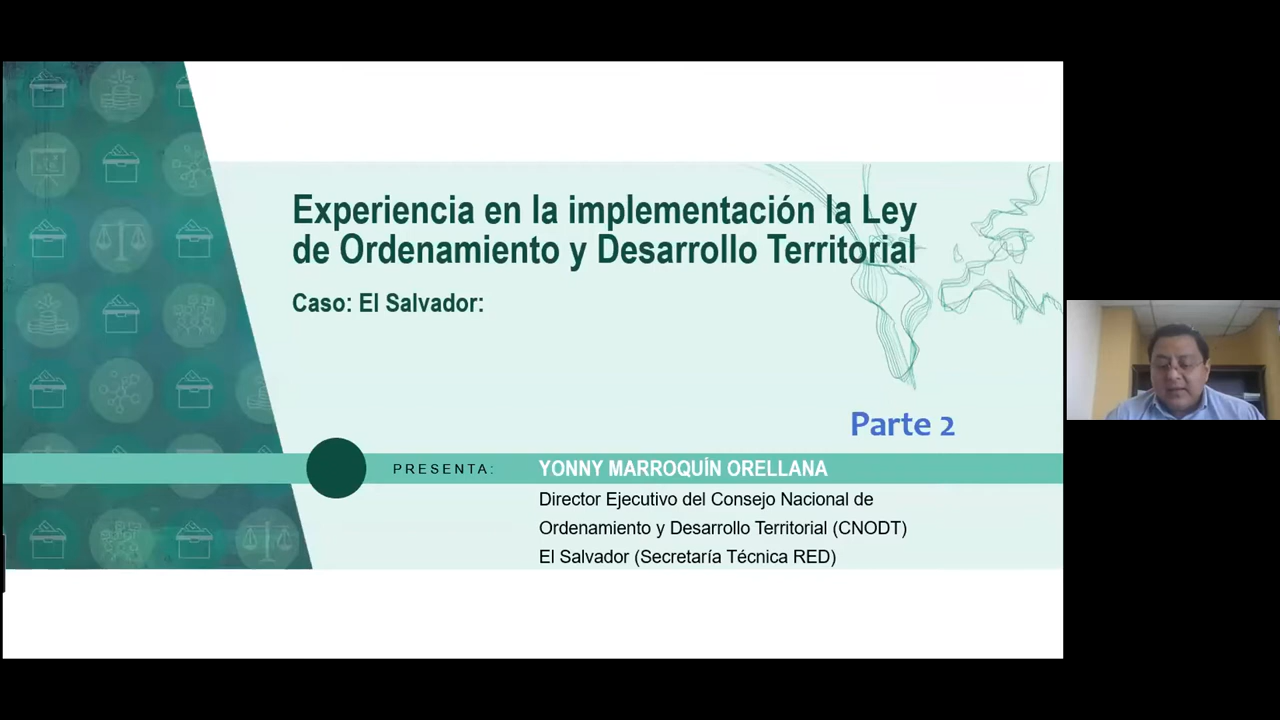 Experiencia en la implementación la Ley
de Ordenamiento y Desarrollo Territorial
Caso: El Salvador:
Parte 2
PRESENTA:
YONNY MARROQUÍN ORELLANA
Director Ejecutivo del Consejo Nacional de
Ordenamiento y Desarrollo Territorial (CNODT)
El Salvador (Secretaría Técnica RED)